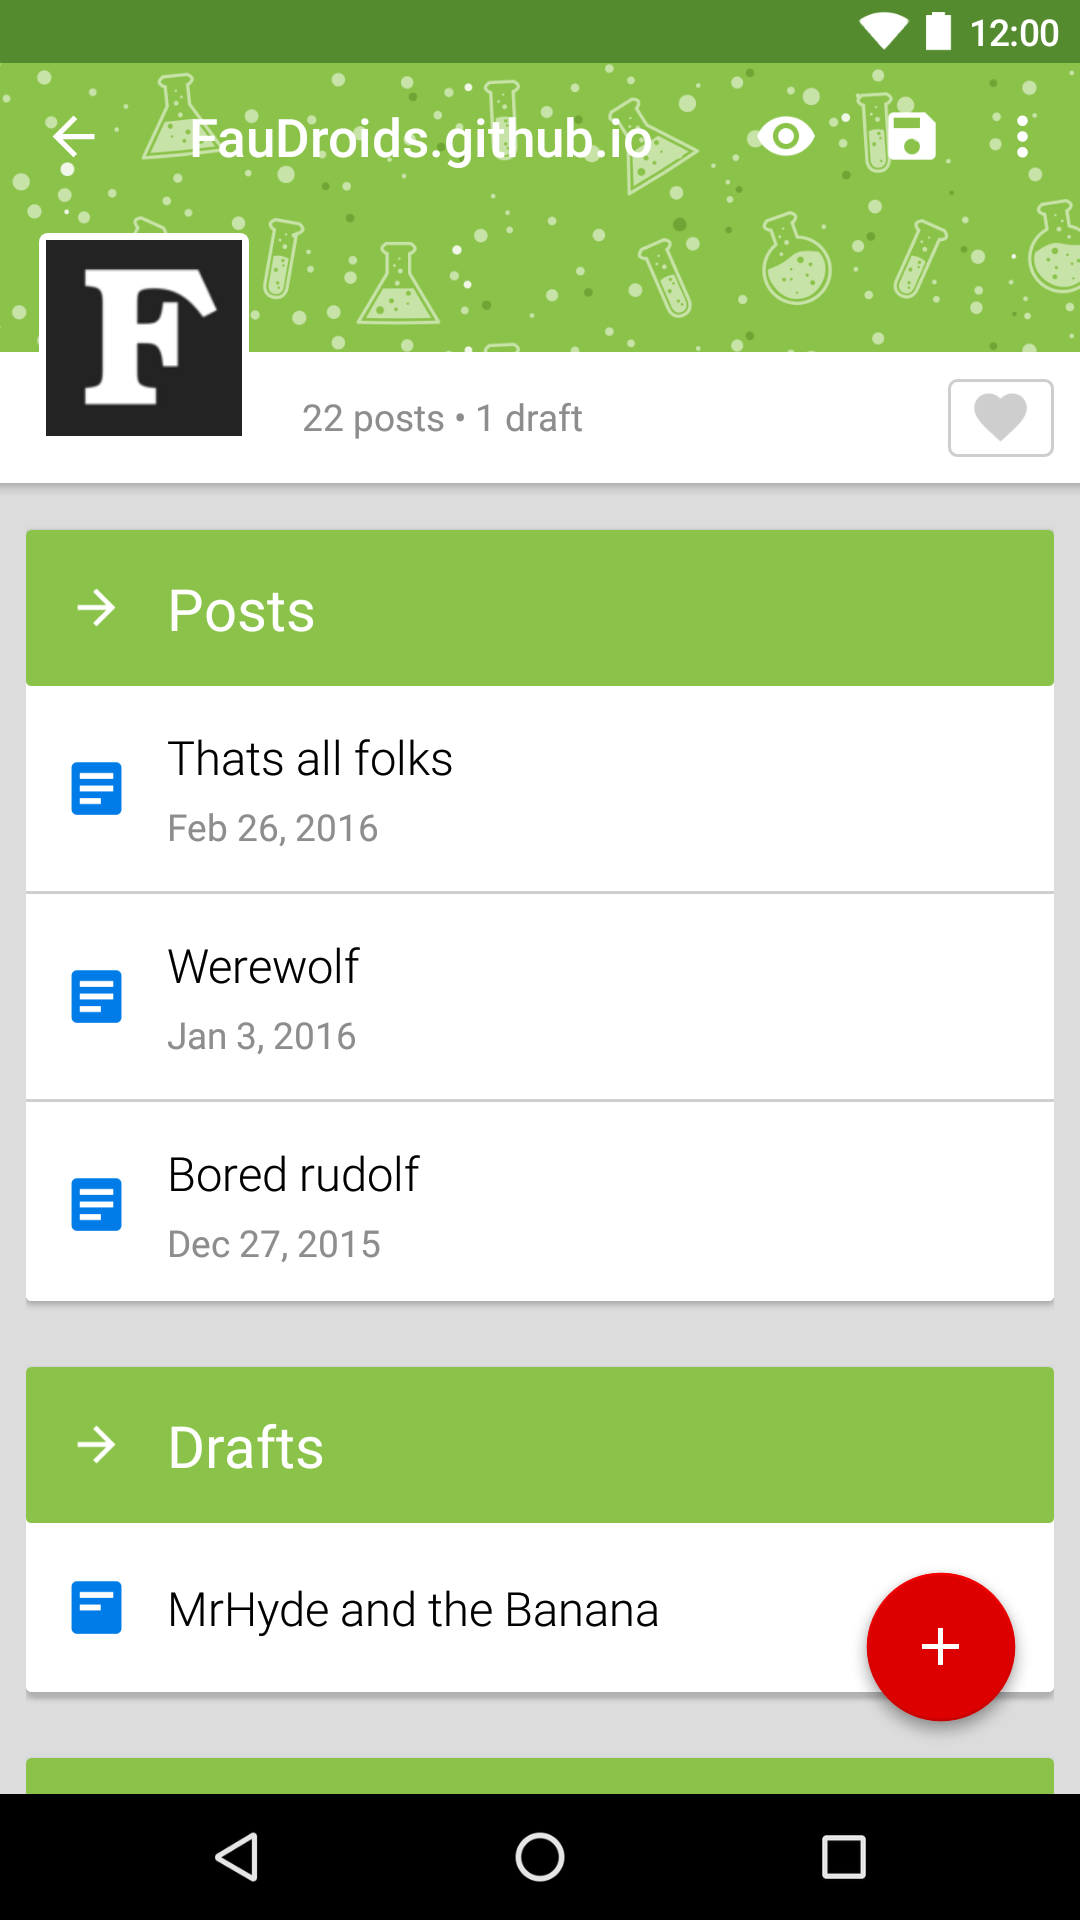 12:00
FauDroids.github.io
F
22 posts • 1 draft
Posts
Thats all folks
Feb 26, 2016
Werewolf
Jan 3, 2016
Bored rudolf
Dec 27, 2015
Drafts
MrHyde and the Banana